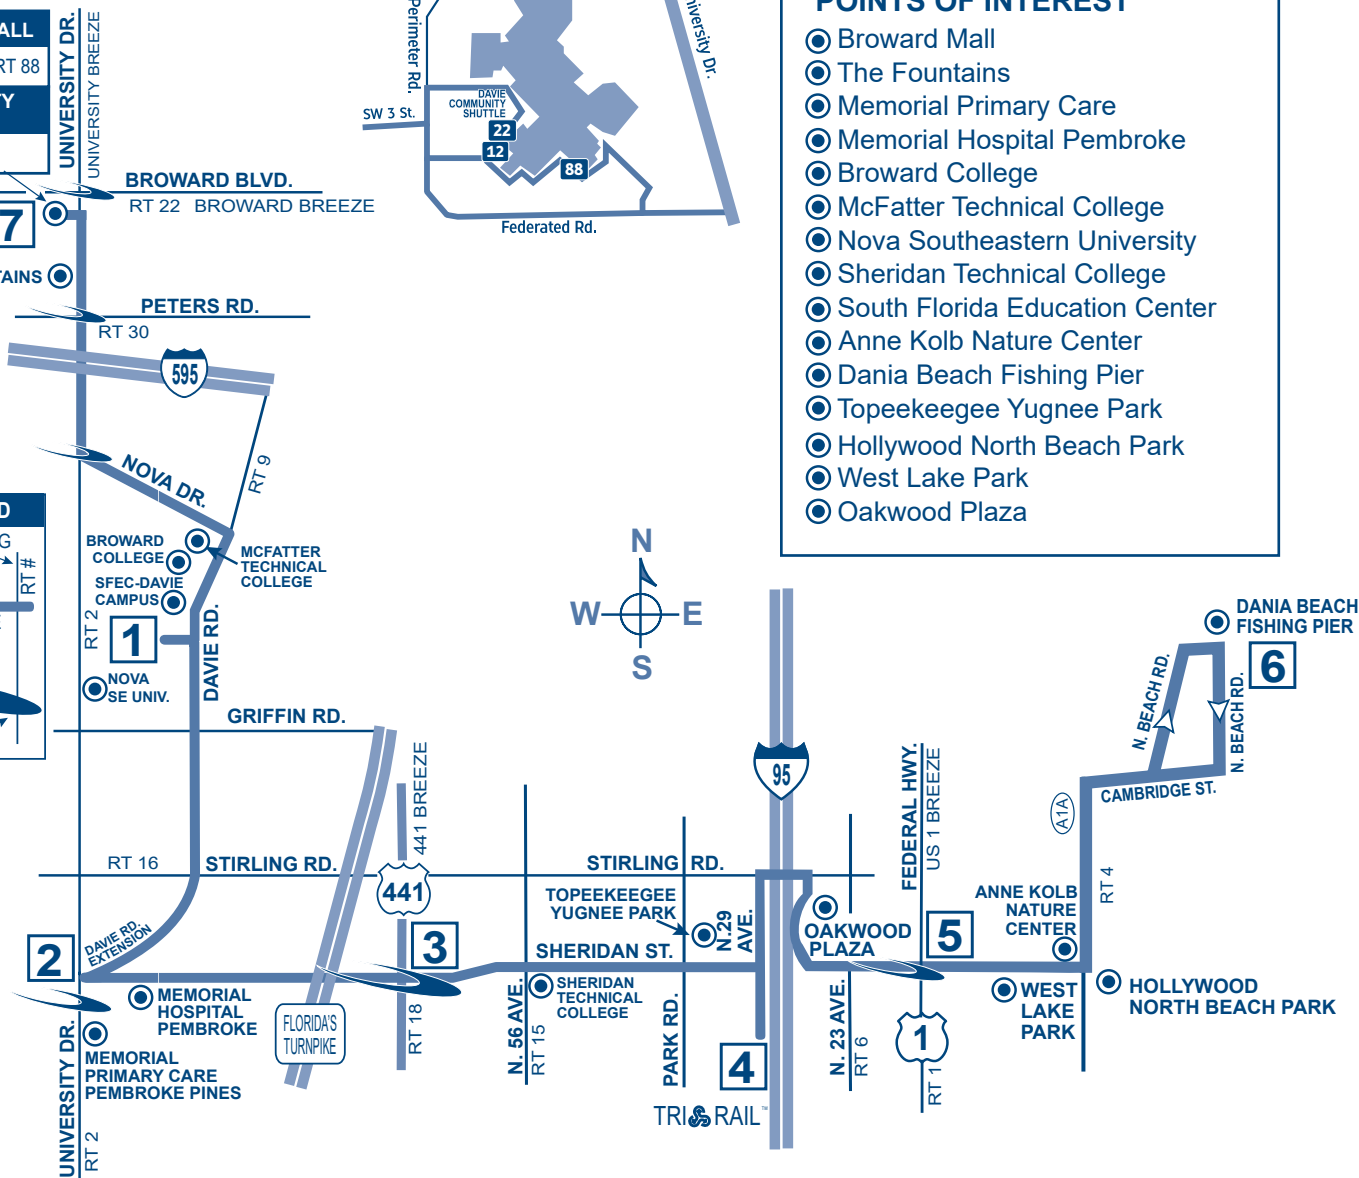 POINTS OF INTEREST
Broward Mall
The Fountains
Memorial Primary Care
Memorial Hospital Pembroke
Broward College
McFatter Technical College
Nova Southeastern University
Sheridan Technical College
South Florida Education Center
Anne Kolb Nature Center
Dania Beach Fishing Pier
Topeekeegee Yugnee Park
Hollywood North Beach Park
West Lake Park
Oakwood Plaza
ALL
RT 88
TY
UNIVERSITY DR.
UNIVERSITY BREEZE
Perimeter Rd.
niversity Dr.
SW 3 St.
DAVIE
COMMUNITY
SHUTTLE
22
12
88
Federated Rd.
BROWARD BLVD.
RT 22 BROWARD BREEZE
7
TAINS
PETERS RD.
RT 30
595
NOVA DR.
RT 9
D
G
RT #
BROWARD
COLLEGE
MCFATTER
TECHNICAL
COLLEGE
SFEC-DAVIE
CAMPUS
RT 2
1
DAVIE RD.
NOVA
SE UNIV.
GRIFFIN RD.
N
W E
S
DANIA BEACH
FISHING PIER
6
N. BEACH RD.
N. BEACH RD.
CAMBRIDGE ST.
A1A
RT 4
95
441 BREEZE
FEDERAL HWY.
US 1 BREEZE
RT 16
STIRLING RD.
441
STIRLING RD.
TOPEEKEEGEE
YUGNEE PARK
N.29
AVE.
OAKWOOD
PLAZA
ANNE KOLB
NATURE
CENTER
DAVIE RD.
EXTENSION
2
3
SHERIDAN ST.
5
MEMORIAL
HOSPITAL
PEMBROKE
SHERIDAN
TECHNICAL
COLLEGE
WEST
LAKE
PARK
HOLLYWOOD
NORTH BEACH PARK
FLORIDA'S
TURNPIKE
RT 18
N. 56 AVE.
RT 15
PARK RD.
4
N. 23 AVE.
RT 6
1
RT 1
MEMORIAL
PRIMARY CARE
PEMBROKE PINES
UNIVERSITY DR.
RT 2
TRI RAIL™